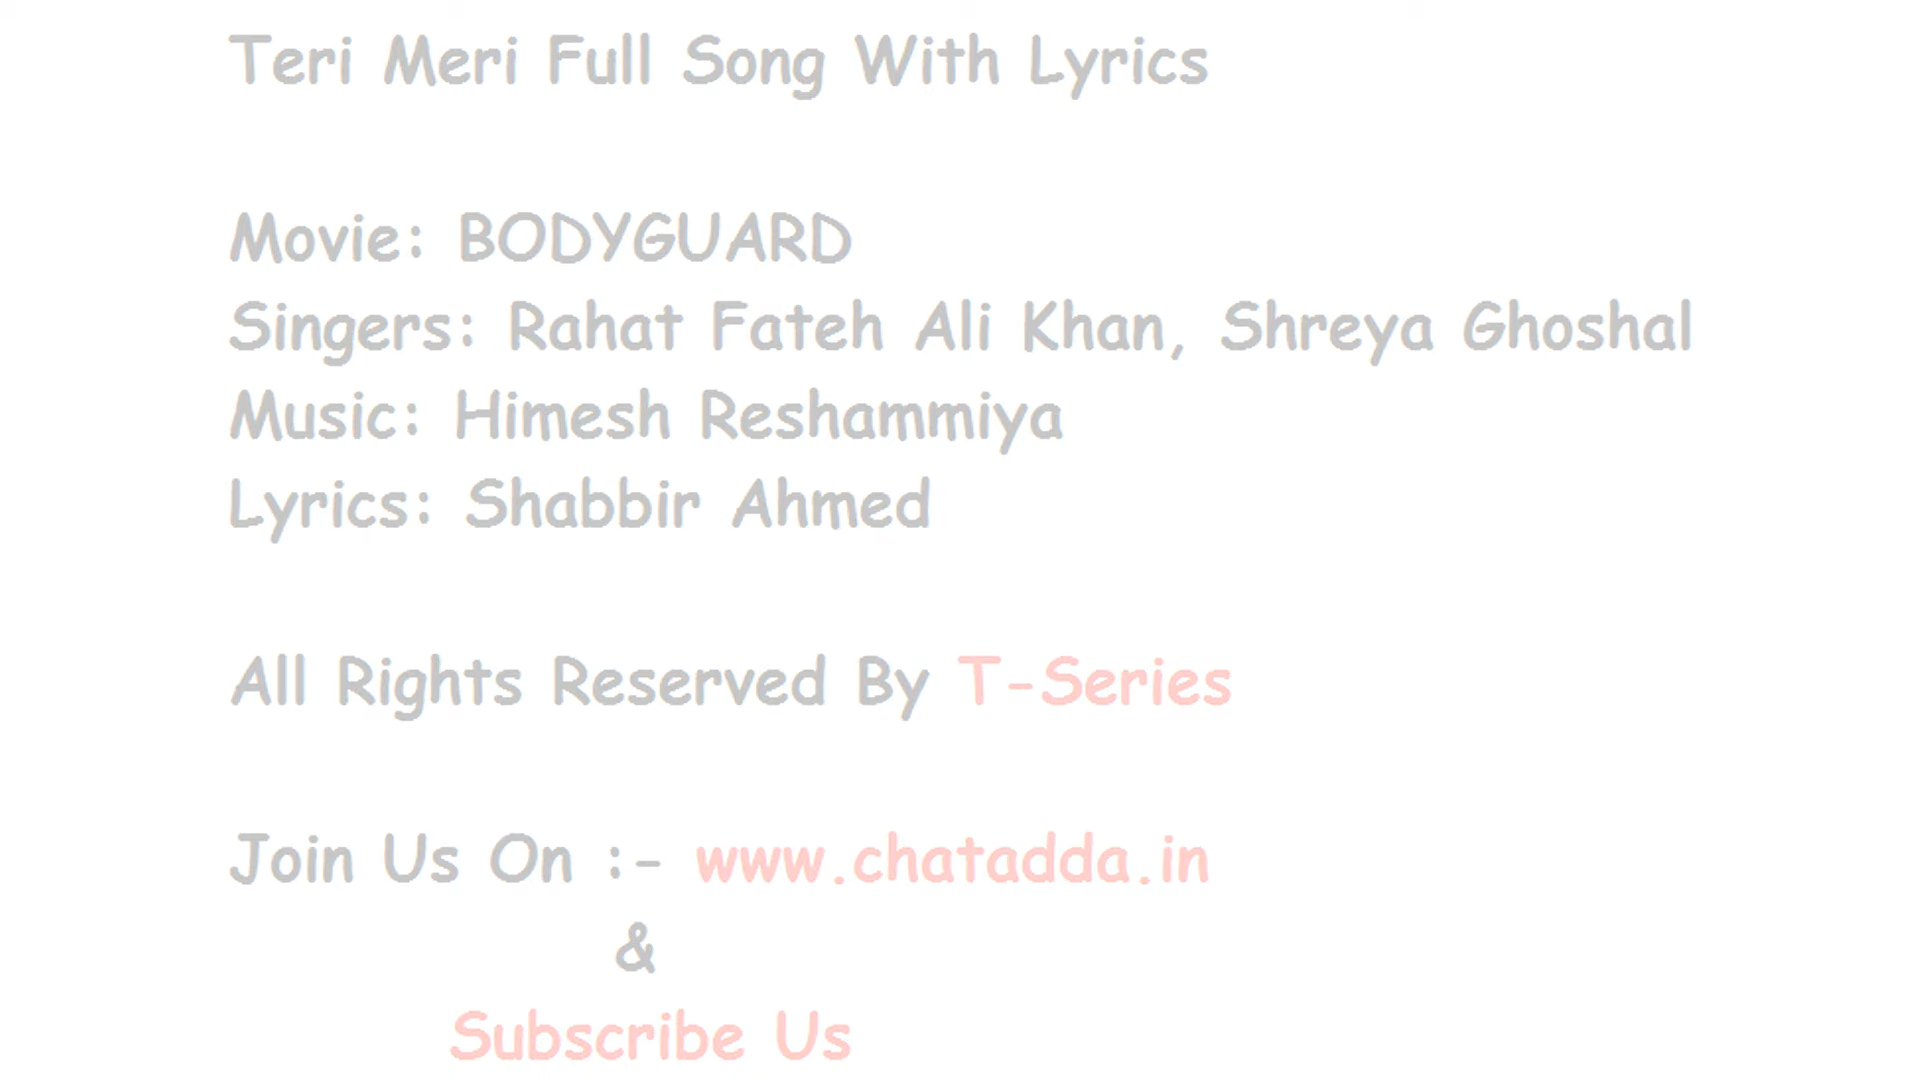 Teri Meri Full Song With Lyrics
Movie: BODYGUARD
Singers: Rahat Fateh Ali Khan, Shreya Ghoshal
Music: Himesh Reshammiya
Lyrics: Shabbir Ahmed
All Rights Reserved By T-Series
Join Us On :- www.chatadda.in
&
Subscribe Us